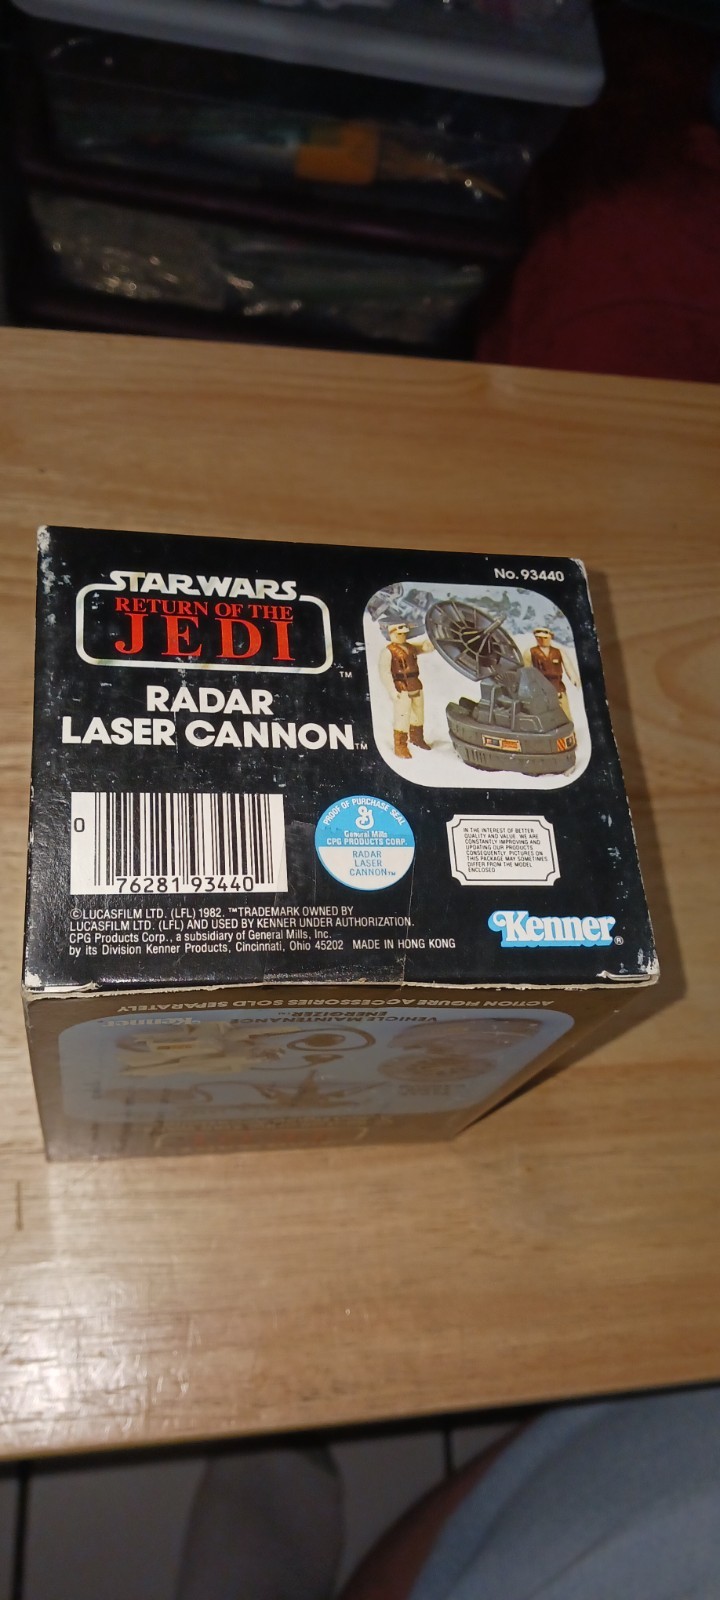 No. 93440
STAR WARS
RETURN OF THE
JEDI
TM
RADAR
LASER CANNON TM
0 76281 93440
PROOF OF PURCHASE SEAL
General Mills
CPG PRODUCTS CORP.
RADAR
LASER
CANNON TM
IN THE INTEREST OF BETTER
QUALITY AND VALUE, WE ARE
CONSTANTLY IMPROVING AND
UPDATING OUR PRODUCTS.
CONSEQUENTLY, PICTURES ON
THIS PACKAGE MAY SOMETIMES
DIFFER FROM THE MODEL
ENCLOSED
© LUCASFILM LTD. (LFL) 1982. ™TRADEMARK OWNED BY
LUCASFILM LTD. (LFL) AND USED BY KENNER UNDER AUTHORIZATION.
CPG Products Corp., a subsidiary of General Mills, Inc.
by its Division Kenner Products, Cincinnati, Ohio 45202 MADE IN HONG KONG
Kenner®
ACTION FIGURE ACCESSORIES SOLD SEPARATELY
Kenner
VEHICLE MAINTENANCE
ENERGIZER TM